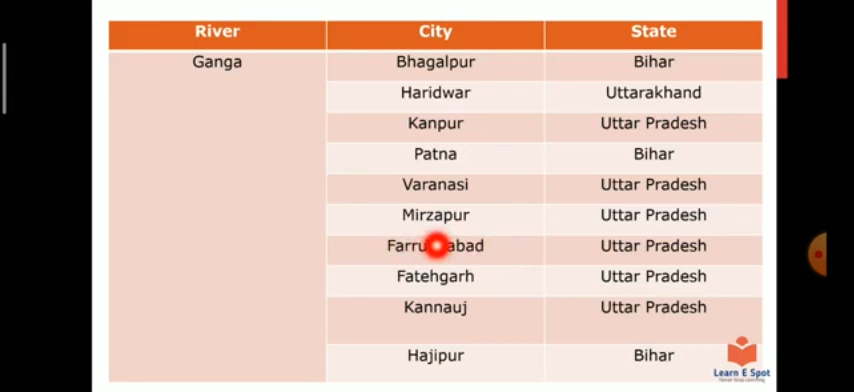 River City State
Ganga Bhagalpur Bihar
Haridwar Uttarakhand
Kanpur Uttar Pradesh
Patna Bihar
Varanasi Uttar Pradesh
Mirzapur Uttar Pradesh
Uttar Pradesh
Fatehgarh Uttar Pradesh
Kannauj Uttar Pradesh
Hajipur Bihar
Learn E Spot